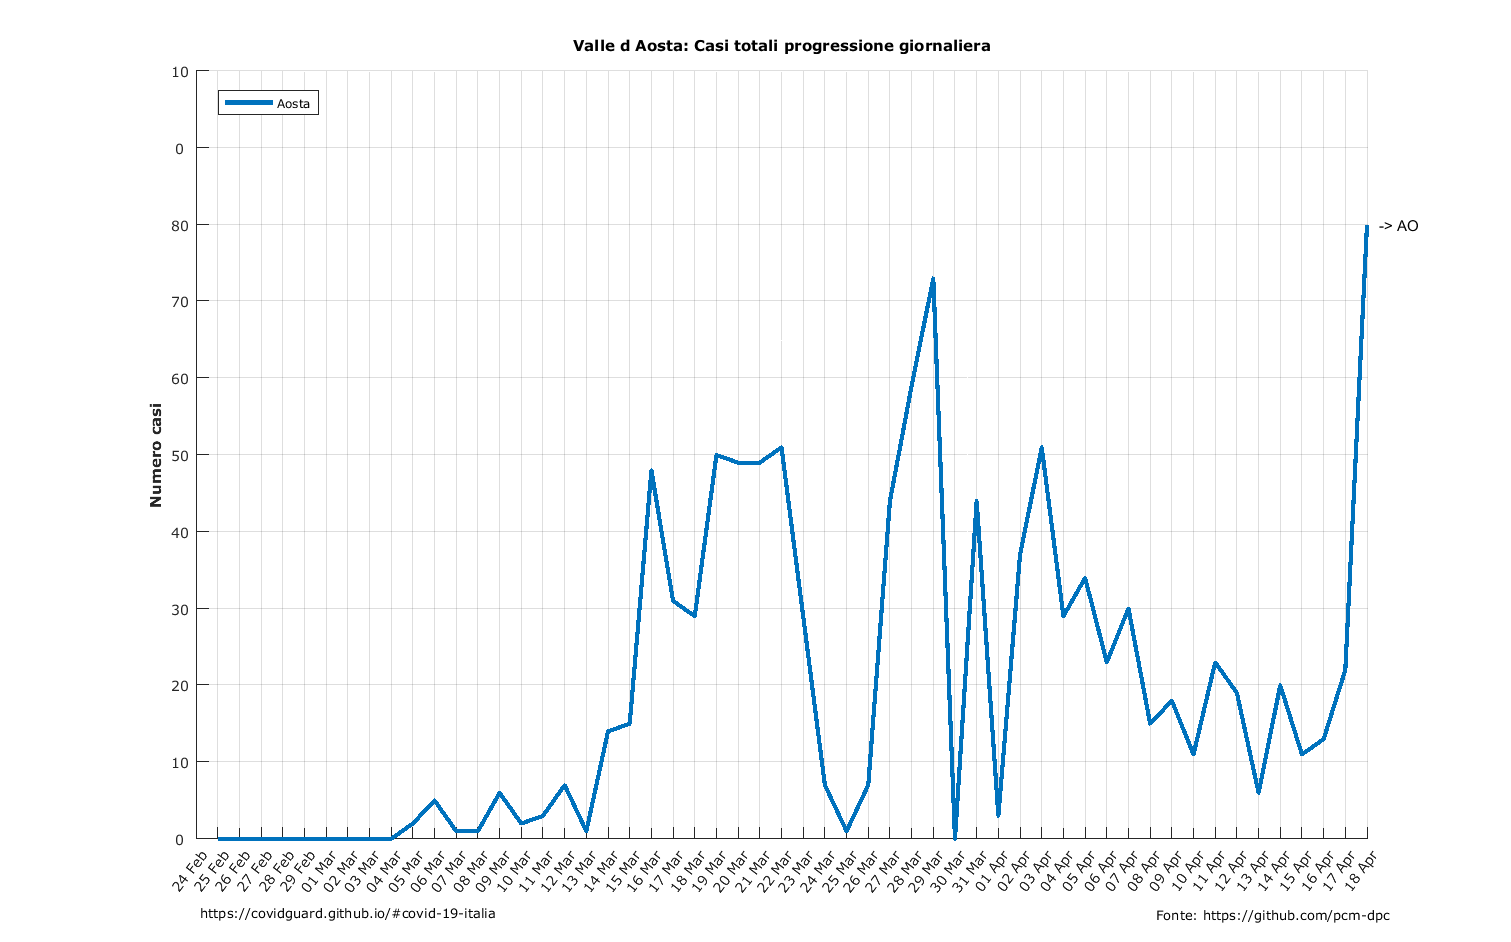 Valle d Aosta: Casi totali progressione giornaliera
10
Aosta
0
80
-> AO
70
60
50
40
30
20
10
0
Numero casi
24 Feb
25 Feb
26 Feb
27 Feb
28 Feb
29 Feb
01 Mar
02 Mar
03 Mar
04 Mar
05 Mar
06 Mar
07 Mar
08 Mar
09 Mar
10 Mar
11 Mar
12 Mar
13 Mar
14 Mar
15 Mar
16 Mar
17 Mar
18 Mar
19 Mar
20 Mar
21 Mar
22 Mar
23 Mar
24 Mar
25 Mar
26 Mar
27 Mar
28 Mar
29 Mar
30 Mar
31 Mar
01 Apr
02 Apr
03 Apr
04 Apr
05 Apr
06 Apr
07 Apr
08 Apr
09 Apr
10 Apr
11 Apr
12 Apr
13 Apr
14 Apr
15 Apr
16 Apr
17 Apr
18 Apr
https://covidguard.github.io/#covid-19-italia
Fonte: https://github.com/pcm-dpc